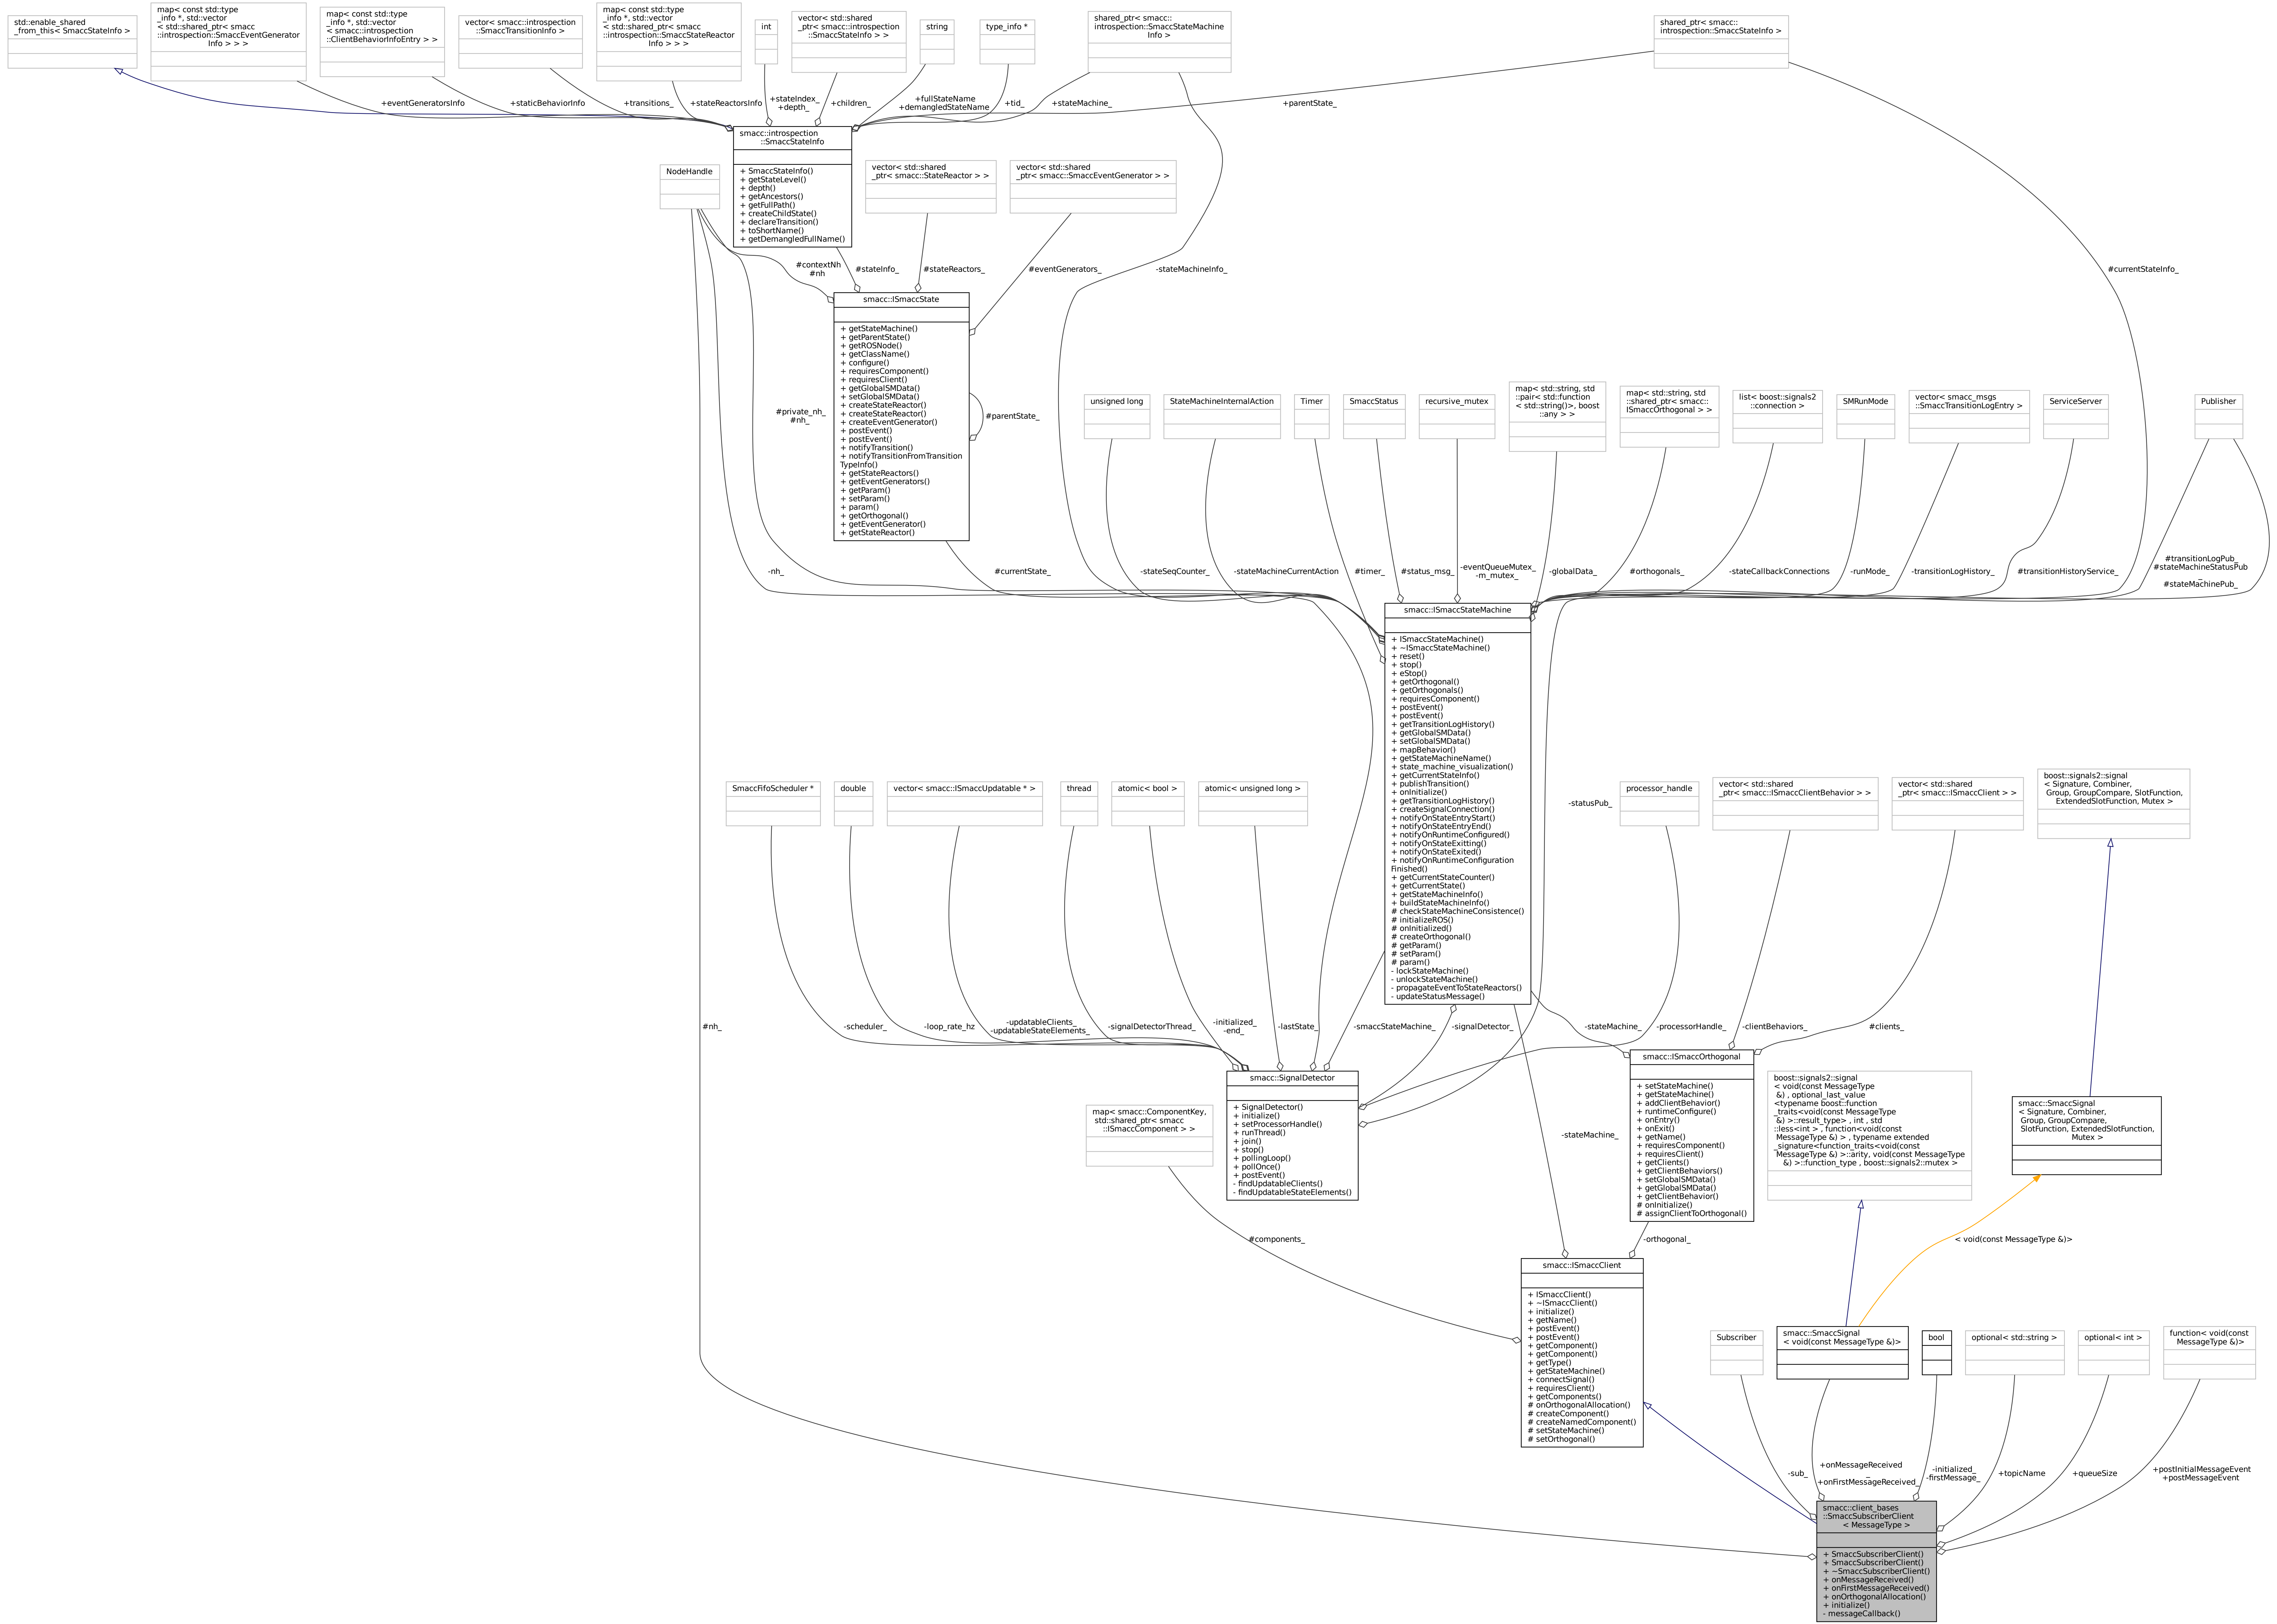 std::enable_shared
_from_this< SmaccStateInfo >
map< const std::type
_info *, std::vector
< std::shared_ptr< smacc
::introspection::SmaccEventGenerator
Info > > >
map< const std::type
_info *, std::vector
< smacc::introspection
::ClientBehaviorInfoEntry > >
vector< smacc::introspection
::SmaccTransitionInfo >
map< const std::type
_info *, std::vector
< std::shared_ptr< smacc
::introspection::SmaccStateReactor
Info > > >
int
vector< std::shared
_ptr< smacc::introspection
::SmaccStateInfo > >
string
type_info *
shared_ptr< smacc::
introspection::SmaccStateMachine
Info >
shared_ptr< smacc::
introspection::SmaccStateInfo >
+eventGeneratorsInfo
+staticBehaviorInfo
+transitions_
+stateReactorsInfo
+stateIndex_
+depth_
+children_
+fullStateName
+demangledStateName
+tid_
+stateMachine_
+parentState_
smacc::introspection
::SmaccStateInfo
+ SmaccStateInfo()
+ getStateLevel()
+ depth()
+ getAncestors()
+ getFullPath()
+ createChildState()
+ declareTransition()
+ toShortName()
+ getDemangledFullName()
NodeHandle
vector< std::shared
_ptr< smacc::StateReactor > >
vector< std::shared
_ptr< smacc::SmaccEventGenerator > >
#contextNh
#nh
#stateInfo_
#stateReactors_
#eventGenerators_
-stateMachineInfo_
#currentStateInfo_
smacc::ISmaccState
+ getStateMachine()
+ getParentState()
+ getROSNode()
+ getClassName()
+ configure()
+ requiresComponent()
+ requiresClient()
+ getGlobalSMData()
+ setGlobalSMData()
+ createStateReactor()
+ createStateReactor()
+ createEventGenerator()
+ postEvent()
+ postEvent()
+ notifyTransition()
+ notifyTransitionFromTransition
TypeInfo()
+ getStateReactors()
+ getEventGenerators()
+ getParam()
+ setParam()
+ param()
+ getOrthogonal()
+ getEventGenerator()
+ getStateReactor()
#private_nh_
#nh_
#parentState_
unsigned long
StateMachineInternalAction
Timer
SmaccStatus
recursive_mutex
map< std::string, std
::pair< std::function
< std::string()>, boost
::any > >
map< std::string, std
::shared_ptr< smacc::
ISmaccOrthogonal > >
list< boost::signals2
::connection >
SMRunMode
vector< smacc_msgs
::SmaccTransitionLogEntry >
ServiceServer
Publisher
-nh_
#currentState_
-stateSeqCounter_
-stateMachineCurrentAction
#timer_
#status_msg_
-eventQueueMutex_
-m_mutex_
-globalData_
#orthogonals_
-stateCallbackConnections
-runMode_
-transitionLogHistory_
#transitionHistoryService_
#transitionLogPub_
#stateMachineStatusPub
_
#stateMachinePub_
smacc::ISmaccStateMachine
+ ISmaccStateMachine()
+ ~ISmaccStateMachine()
+ reset()
+ stop()
+ eStop()
+ getOrthogonal()
+ getOrthogonals()
+ requiresComponent()
+ postEvent()
+ postEvent()
+ getTransitionLogHistory()
+ getGlobalSMData()
+ setGlobalSMData()
+ mapBehavior()
+ getStateMachineName()
+ state_machine_visualization()
+ getCurrentStateInfo()
+ publishTransition()
+ onInitialize()
+ getTransitionLogHistory()
+ createSignalConnection()
+ notifyOnStateEntryStart()
+ notifyOnStateEntryEnd()
+ notifyOnRuntimeConfigured()
+ notifyOnStateExitting()
+ notifyOnStateExited()
+ notifyOnRuntimeConfiguration
Finished()
+ getCurrentStateCounter()
+ getCurrentState()
+ getStateMachineInfo()
+ buildStateMachineInfo()
# checkStateMachineConsistence()
# initializeROS()
# onInitialized()
# createOrthogonal()
# getParam()
# setParam()
# param()
- lockStateMachine()
- unlockStateMachine()
- propagateEventToStateReactors()
- updateStatusMessage()
SmaccFifoScheduler *
double
vector< smacc::ISmaccUpdatable * >
thread
atomic< bool >
atomic< unsigned long >
-statusPub_
processor_handle
vector< std::shared
_ptr< smacc::ISmaccClientBehavior > >
vector< std::shared
_ptr< smacc::ISmaccClient > >
boost::signals2::signal
< Signature, Combiner,
Group, GroupCompare, SlotFunction,
ExtendedSlotFunction, Mutex >
#nh_
-scheduler_
-loop_rate_hz
-updatableClients_
-updatableStateElements_
-signalDetectorThread_
-initialized_
-end_
-lastState_
-smaccStateMachine_
-signalDetector_
-stateMachine_
-processorHandle_
-clientBehaviors_
#clients_
smacc::SignalDetector
+ SignalDetector()
+ initialize()
+ setProcessorHandle()
+ runThread()
+ join()
+ stop()
+ pollingLoop()
+ pollOnce()
+ postEvent()
- findUpdatableClients()
- findUpdatableStateElements()
smacc::ISmaccOrthogonal
+ setStateMachine()
+ getStateMachine()
+ addClientBehavior()
+ runtimeConfigure()
+ onEntry()
+ onExit()
+ getName()
+ requiresComponent()
+ requiresClient()
+ getClients()
+ getClientBehaviors()
+ setGlobalSMData()
+ getGlobalSMData()
+ getClientBehavior()
# onInitialize()
# assignClientToOrthogonal()
map< smacc::ComponentKey,
std::shared_ptr< smacc
::ISmaccComponent > >
boost::signals2::signal
< void(const MessageType
&) , optional_last_value
<typename boost::function
_traits<void(const MessageType
&) >::result_type> , int , std
::less<int > , function<void(const
MessageType &) > , typename extended
_signature<function_traits<void(const
MessageType &) >::arity, void(const MessageType
&) >::function_type , boost::signals2::mutex >
smacc::SmaccSignal
< Signature, Combiner,
Group, GroupCompare,
SlotFunction, ExtendedSlotFunction,
Mutex >
-stateMachine_
#components_
-orthogonal_
< void(const MessageType &)>
smacc::ISmaccClient
+ ISmaccClient()
+ ~ISmaccClient()
+ initialize()
+ getName()
+ postEvent()
+ postEvent()
+ getComponent()
+ getComponent()
+ getType()
+ getStateMachine()
+ connectSignal()
+ requiresClient()
+ getComponents()
# onOrthogonalAllocation()
# createComponent()
# createNamedComponent()
# setStateMachine()
# setOrthogonal()
Subscriber
smacc::SmaccSignal
< void(const MessageType &)>
bool
optional< std::string >
optional< int >
function< void(const
MessageType &)>
-sub_
+onMessageReceived
_
+onFirstMessageReceived_
-initialized_
-firstMessage_
+topicName
+queueSize
+postInitialMessageEvent
+postMessageEvent
smacc::client_bases
::SmaccSubscriberClient
< MessageType >
+ SmaccSubscriberClient()
+ SmaccSubscriberClient()
+ ~SmaccSubscriberClient()
+ onMessageReceived()
+ onFirstMessageReceived()
+ onOrthogonalAllocation()
+ initialize()
- messageCallback()